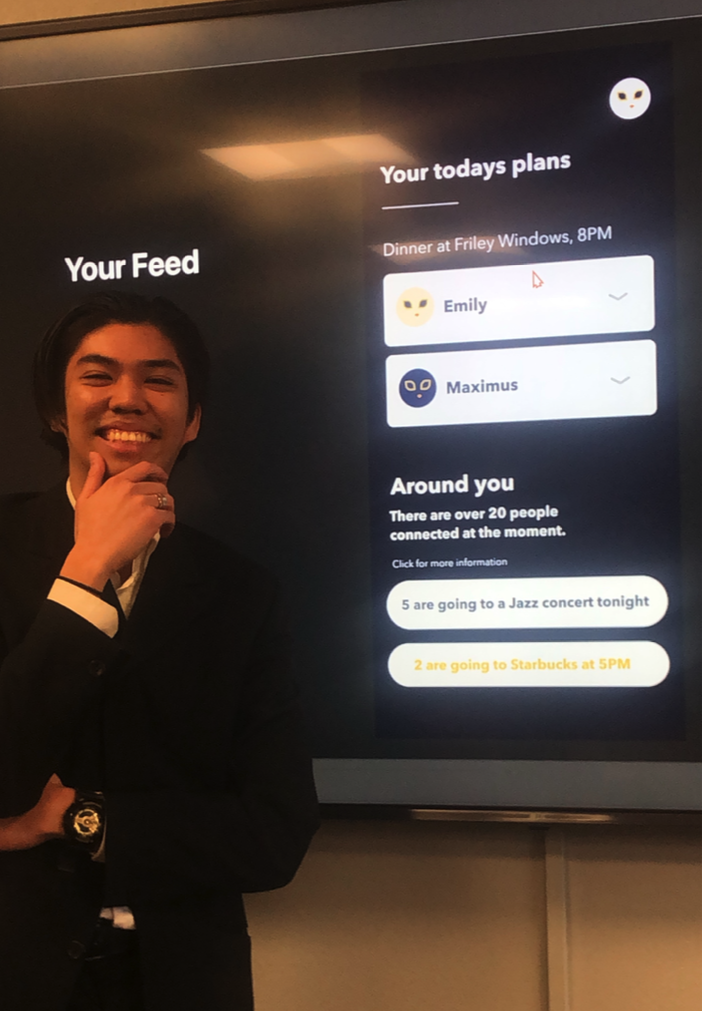 Your Feed
Your todays plans
Dinner at Friley Windows, 8PM
Emily
Maximus
Around you
There are over 20 people
connected at the moment.
Click for more information
5 are going to a Jazz concert tonight
2 are going to Starbucks at 5PM